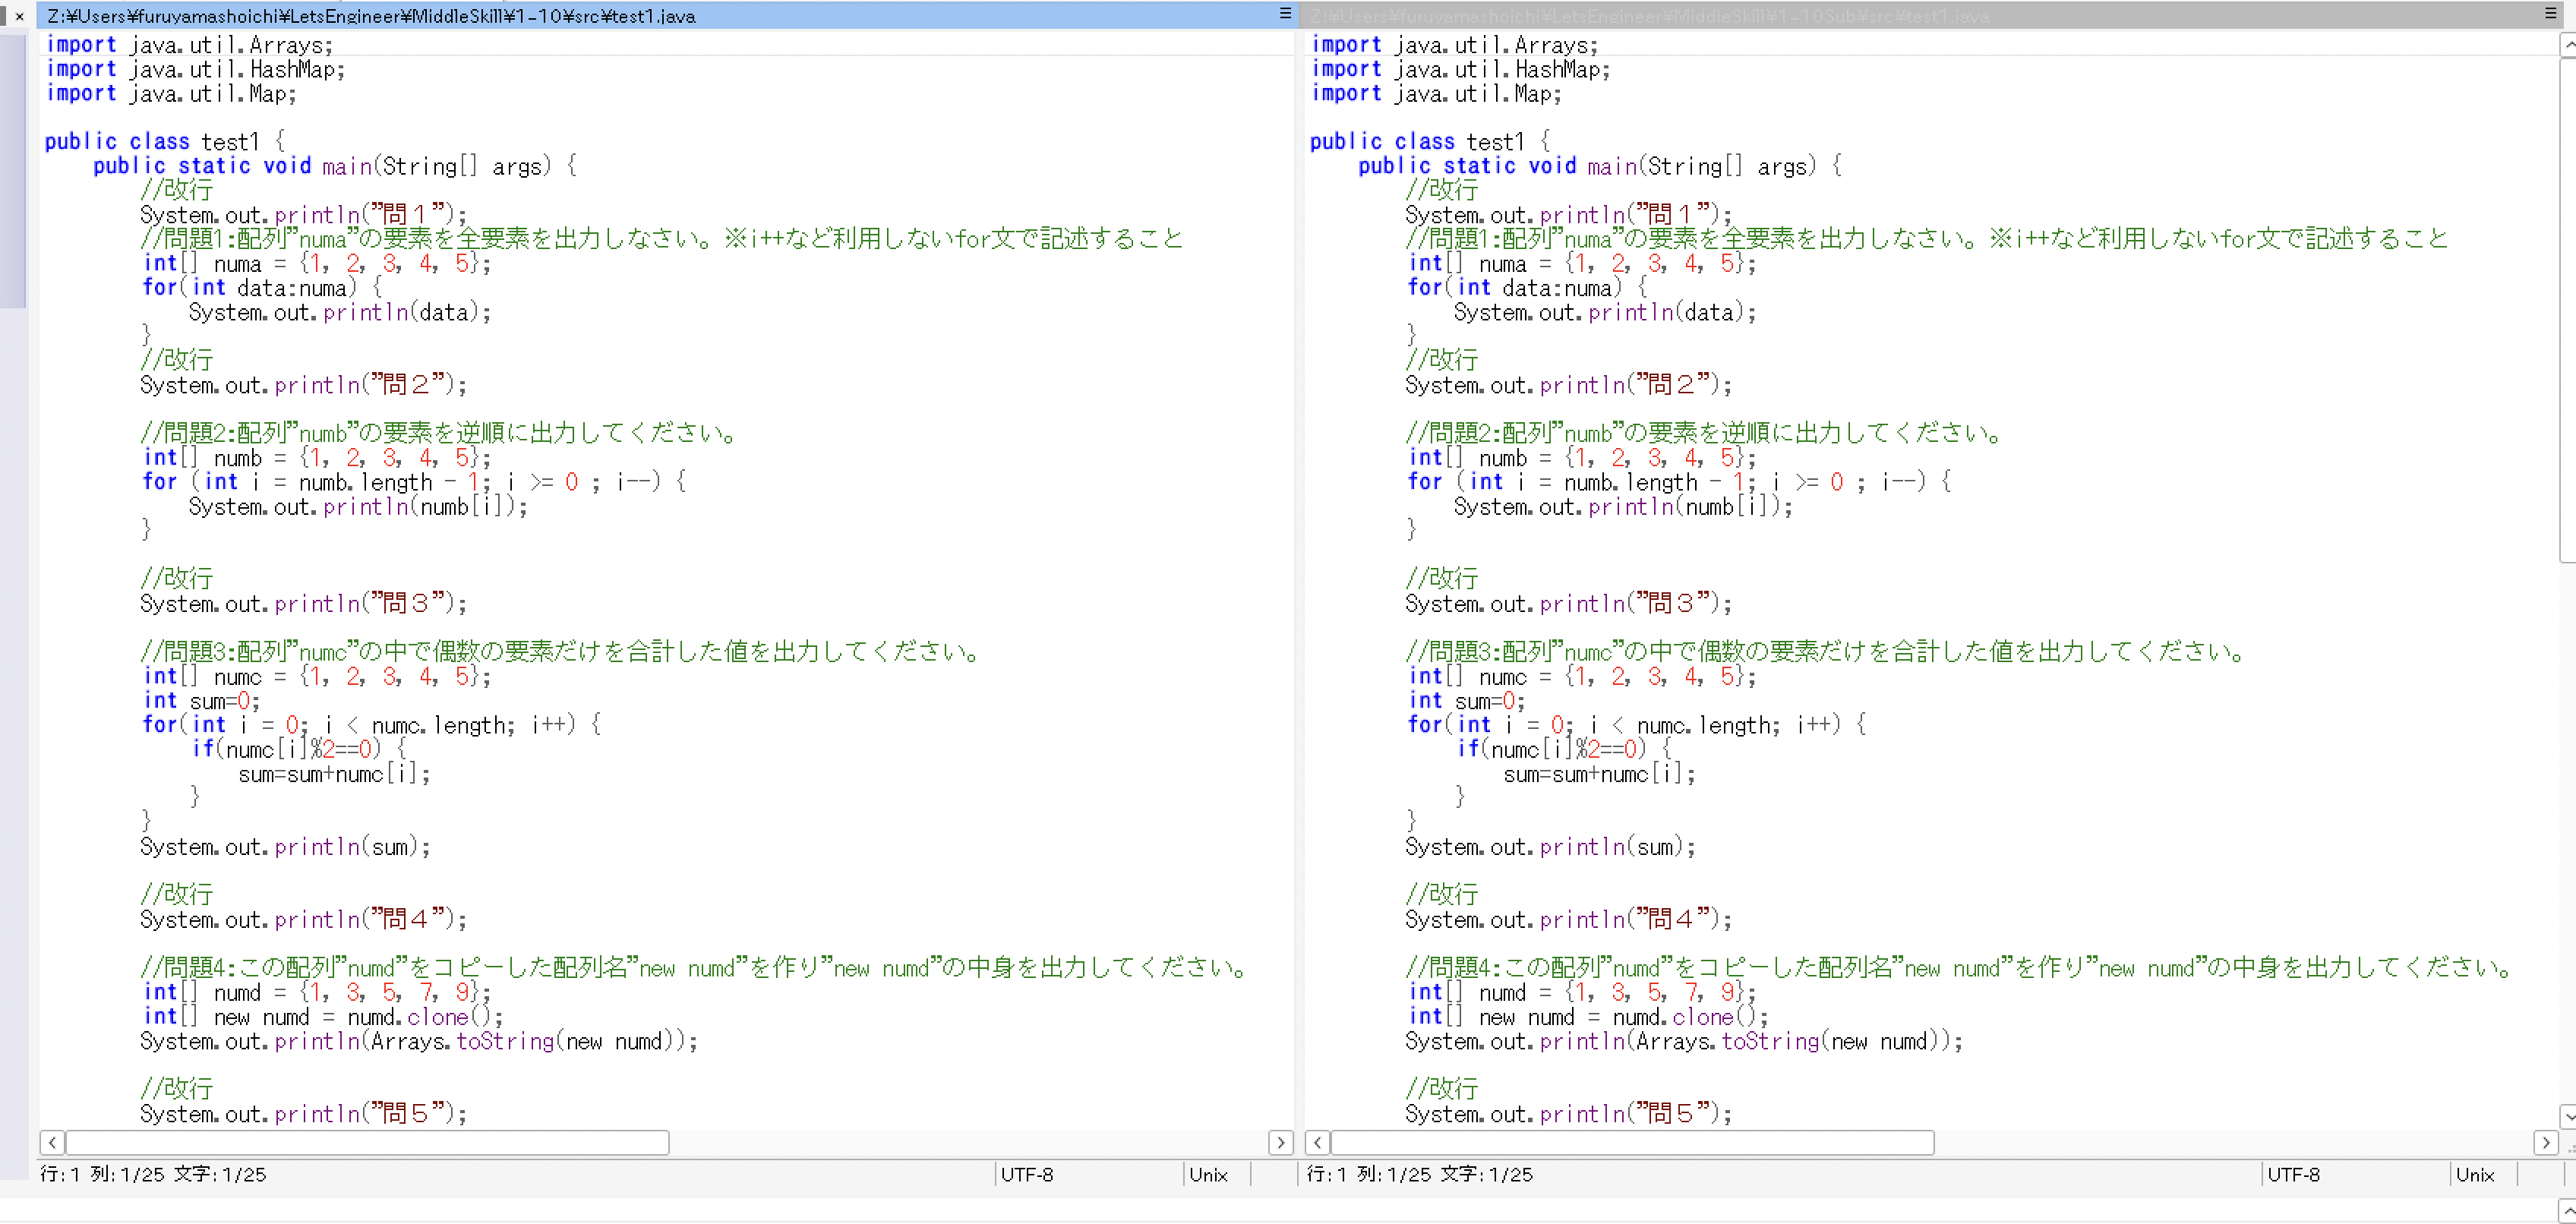 Z:¥Users¥furuyamashoichi¥LetsEngineer¥MiddleSkill¥1-10¥src¥test1.java
import java.util.Arrays;
import java.util.HashMap;
import java.util.Map;
public class test1 {
public static void main(String[] args) {
//改行
System.out.println("問１");
//問題1:配列"numa"の要素を全要素を出力しなさい。※i++など利用しないfor文で記述すること
int[] numa = {1, 2, 3, 4, 5};
for(int data:numa) {
System.out.println(data);
}
//改行
System.out.println("問２");
//問題2:配列"numb"の要素を逆順に出力してください。
int[] numb = {1, 2, 3, 4, 5};
for (int i = numb.length - 1; i >= 0 ; i--) {
System.out.println(numb[i]);
}
//改行
System.out.println("問３");
//問題3:配列"numc"の中で偶数の要素だけを合計した値を出力してください。
int[] numc = {1, 2, 3, 4, 5};
int sum=0;
for(int i = 0; i < numc.length; i++) {
if(numc[i]%2==0) {
sum=sum+numc[i];
}
}
System.out.println(sum);
//改行
System.out.println("問４");
//問題4:この配列"numd"をコピーした配列名"new numd"を作り"new numd"の中身を出力してください。
int[] numd = {1, 3, 5, 7, 9};
int[] new numd = numd.clone();
System.out.println(Arrays.toString(new numd));
//改行
System.out.println("問５");
行:1 列:1/25 文字:1/25
UTF-8
Unix
Z:¥Users¥furuyamashoichi¥LetsEngineer¥MiddleSkill¥1-10Sub¥src¥test1.java
import java.util.Arrays;
import java.util.HashMap;
import java.util.Map;
public class test1 {
public static void main(String[] args) {
//改行
System.out.println("問１");
//問題1:配列"numa"の要素を全要素を出力しなさい。※i++など利用しないfor文で記述すること
int[] numa = {1, 2, 3, 4, 5};
for(int data:numa) {
System.out.println(data);
}
//改行
System.out.println("問２");
//問題2:配列"numb"の要素を逆順に出力してください。
int[] numb = {1, 2, 3, 4, 5};
for (int i = numb.length - 1; i >= 0 ; i--) {
System.out.println(numb[i]);
}
//改行
System.out.println("問３");
//問題3:配列"numc"の中で偶数の要素だけを合計した値を出力してください。
int[] numc = {1, 2, 3, 4, 5};
int sum=0;
for(int i = 0; i < numc.length; i++) {
if(numc[i]%2==0) {
sum=sum+numc[i];
}
}
System.out.println(sum);
//改行
System.out.println("問４");
//問題4:この配列"numd"をコピーした配列名"new numd"を作り"new numd"の中身を出力してください。
int[] numd = {1, 3, 5, 7, 9};
int[] new numd = numd.clone();
System.out.println(Arrays.toString(new numd));
//改行
System.out.println("問５");
行:1 列:1/25 文字:1/25
UTF-8
Unix